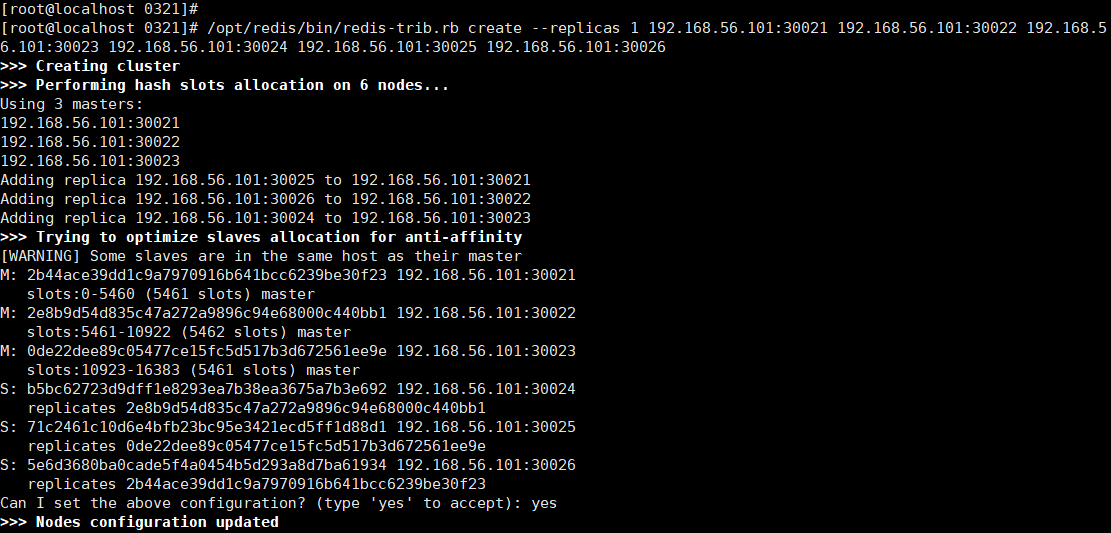 [root@localhost 0321]#
[root@localhost 0321]# /opt/redis/bin/redis-trib.rb create --replicas 1 192.168.56.101:30021 192.168.56.101:30022 192.168.5
6.101:30023 192.168.56.101:30024 192.168.56.101:30025 192.168.56.101:30026
>>> Creating cluster
>>> Performing hash slots allocation on 6 nodes...
Using 3 masters:
192.168.56.101:30021
192.168.56.101:30022
192.168.56.101:30023
Adding replica 192.168.56.101:30025 to 192.168.56.101:30021
Adding replica 192.168.56.101:30026 to 192.168.56.101:30022
Adding replica 192.168.56.101:30024 to 192.168.56.101:30023
>>> Trying to optimize slaves allocation for anti-affinity
[WARNING] Some slaves are in the same host as their master
M: 2b44ace39dd1c9a7970916b641bcc6239be30f23 192.168.56.101:30021
   slots:0-5460 (5461 slots) master
M: 2e8b9d54d835c47a272a9896c94e68000c440bb1 192.168.56.101:30022
   slots:5461-10922 (5462 slots) master
M: 0de22dee89c05477ce15fc5d517b3d672561ee9e 192.168.56.101:30023
   slots:10923-16383 (5461 slots) master
S: b5bc62723d9dff1e8293ea7b38ea3675a7b3e692 192.168.56.101:30024
   replicates 2e8b9d54d835c47a272a9896c94e68000c440bb1
S: 71c2461c10d6e4bfb23bc95e3421ecd5ff1d88d1 192.168.56.101:30025
   replicates 0de22dee89c05477ce15fc5d517b3d672561ee9e
S: 5e6d3680ba0cade5f4a0454b5d293a8d7ba61934 192.168.56.101:30026
   replicates 2b44ace39dd1c9a7970916b641bcc6239be30f23
Can I set the above configuration? (type 'yes' to accept): yes
>>> Nodes configuration updated